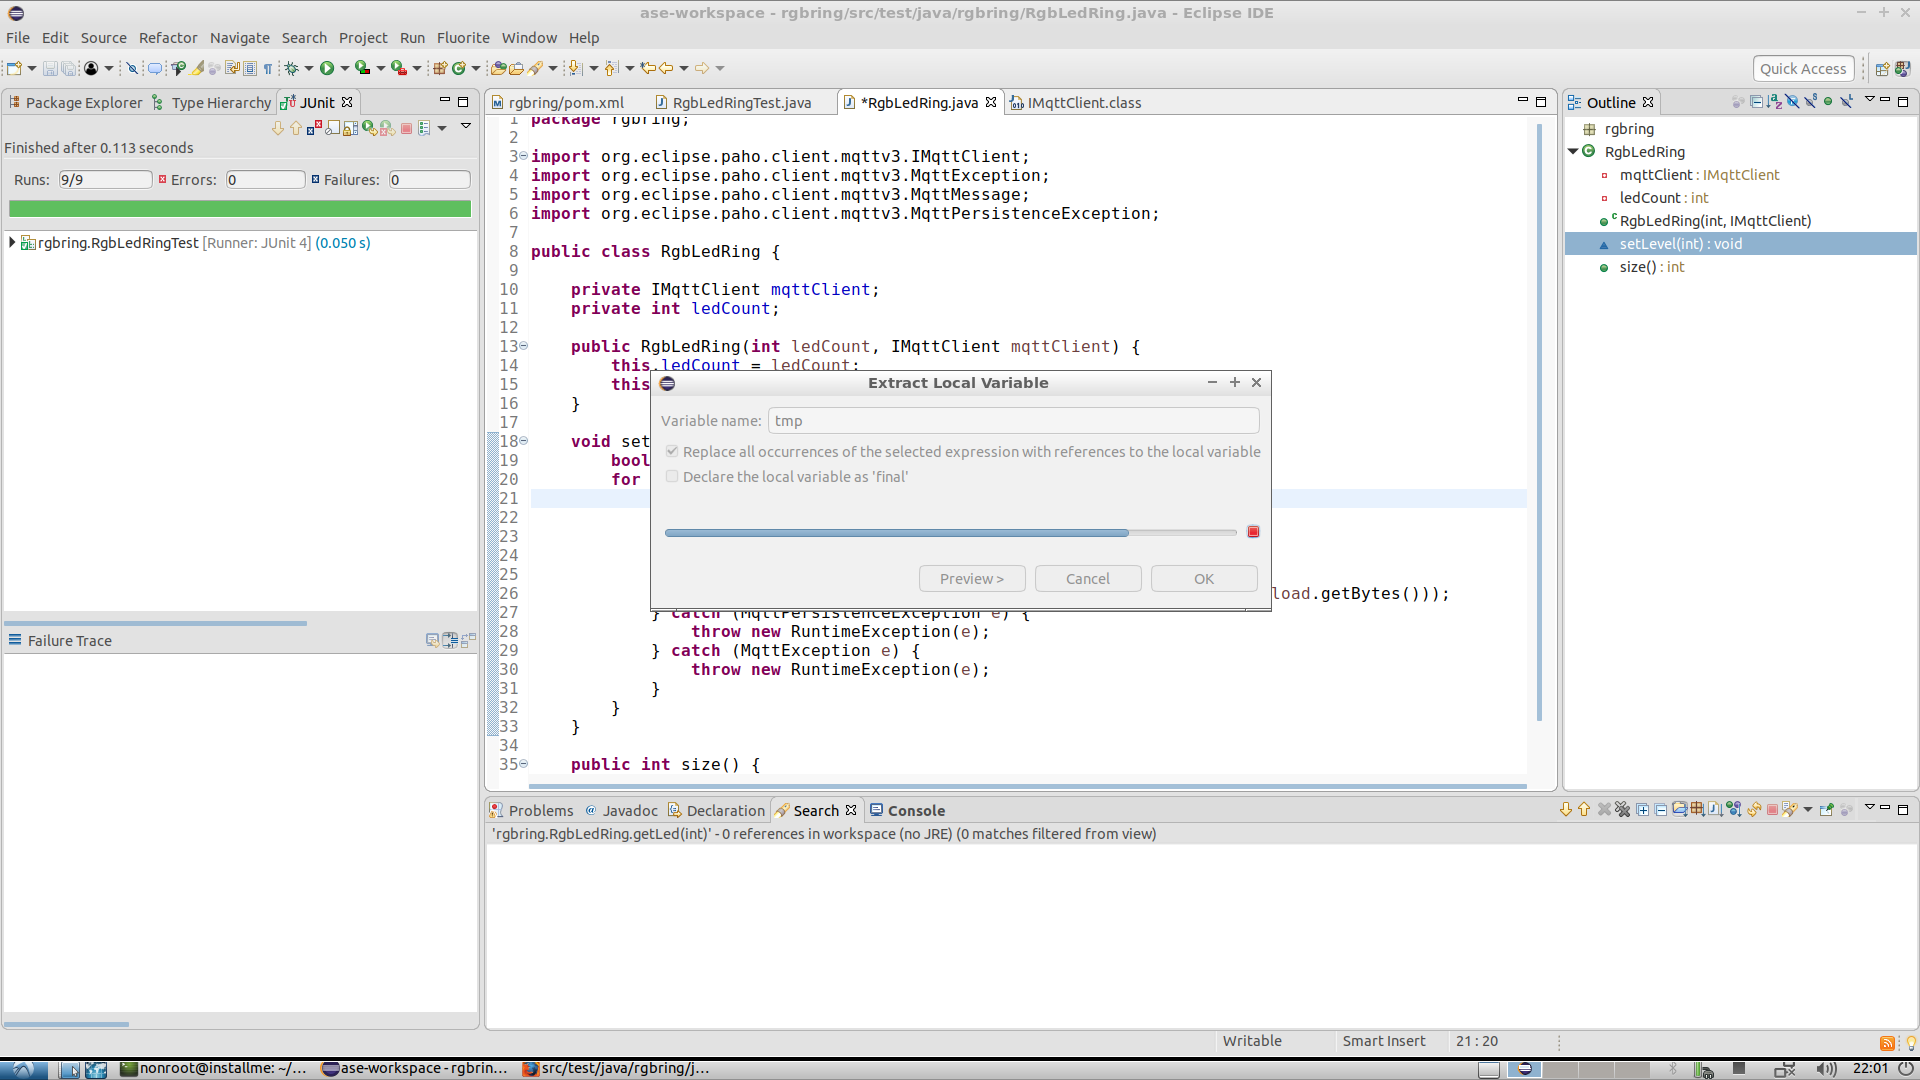 ase-workspace - rgbring/src/test/java/rgbring/RgbLedRing.java - Eclipse IDE
File Edit Source Refactor Navigate Search Project Run Fluorite Window Help
Quick Access
Package Explorer Type Hierarchy JUnit
Finished after 0.113 seconds
Runs: 9/9 Errors: 0 Failures: 0
rgbring.RgbLedRingTest [Runner: JUnit 4] (0.050 s)
Failure Trace
rgbring/pom.xml RgbLedRingTest.java *RgbLedRing.java IMqttClient.class
1 package rgbring;
2
3 import org.eclipse.paho.client.mqttv3.IMqttClient;
4 import org.eclipse.paho.client.mqttv3.MqttException;
5 import org.eclipse.paho.client.mqttv3.MqttMessage;
6 import org.eclipse.paho.client.mqttv3.MqttPersistenceException;
7
8 public class RgbLedRing {
9
10 private IMqttClient mqttClient;
11 private int ledCount;
12
13 public RgbLedRing(int ledCount, IMqttClient mqttClient) {
14 this.ledCount = ledCount;
15 this
16 }
17
18 void set
19 bool
20 for
21
22
23
24
25
26 load.getBytes()));
27 } catch (MqttPersistenceException e) {
28 throw new RuntimeException(e);
29 } catch (MqttException e) {
30 throw new RuntimeException(e);
31 }
32 }
33 }
34
35 public int size() {
Extract Local Variable
Variable name: tmp
Replace all occurrences of the selected expression with references to the local variable
Declare the local variable as 'final'
Preview > Cancel OK
Outline
rgbring
RgbLedRing
mqttClient : IMqttClient
ledCount : int
RgbLedRing(int, IMqttClient)
setLevel(int) : void
size() : int
Problems Javadoc Declaration Search Console
'rgbring.RgbLedRing.getLed(int)' - 0 references in workspace (no JRE) (0 matches filtered from view)
Writable Smart Insert 21 : 20
nonroot@installme: ~/... ase-workspace - rgbrin... src/test/java/rgbring/j... 22:01